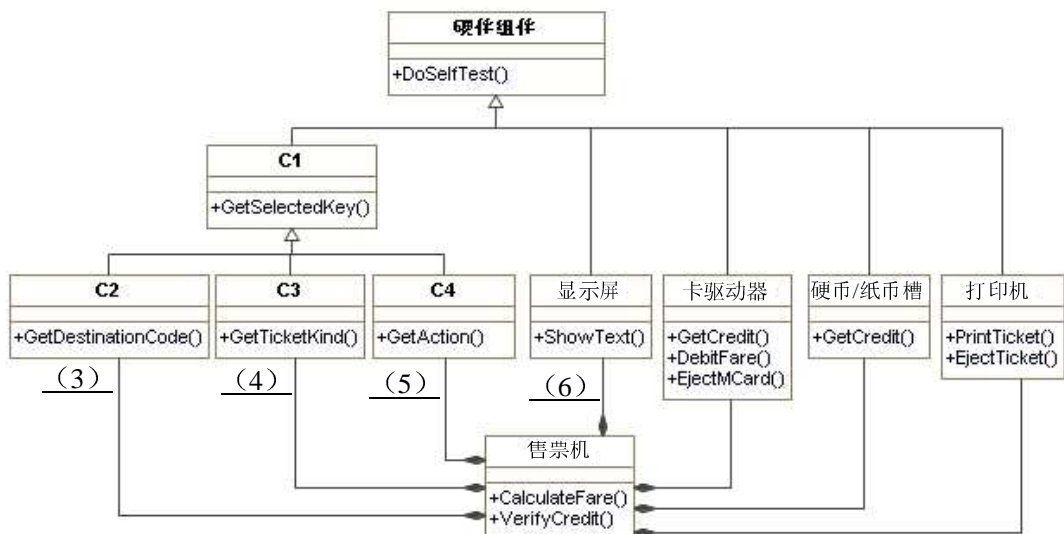 硬件组件
+DoSelfTest()
C1
+GetSelectedKey()
C2
+GetDestinationCode()
C3
+GetTicketKind()
C4
+GetAction()
显示屏
+ShowText()
卡驱动器
+GetCredit()
+DebitFare()
+EjectMCard()
硬币/纸币槽
+GetCredit()
打印机
+PrintTicket()
+EjectTicket()
（3）
（4）
（5）
（6）
售票机
+CalculateFare()
+VerifyCredit()